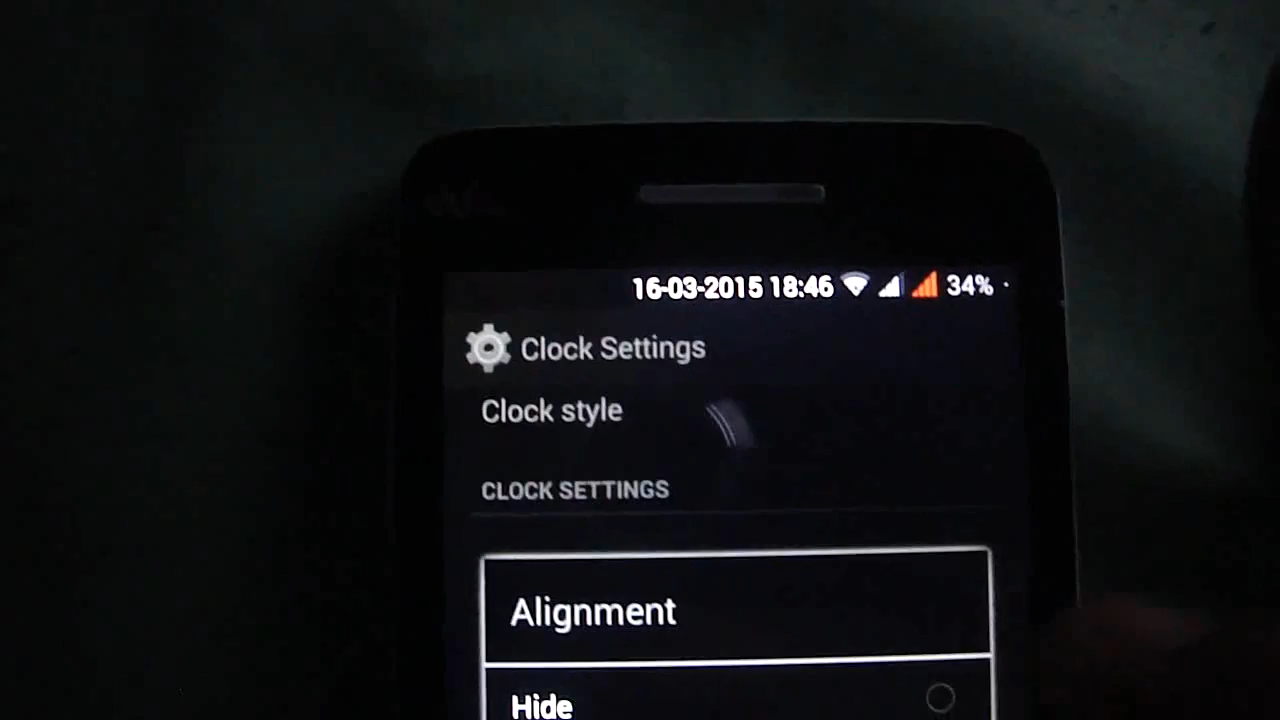 16-03-2015 18:46 34%
Clock Settings
Clock style
CLOCK SETTINGS
Alignment
Hide